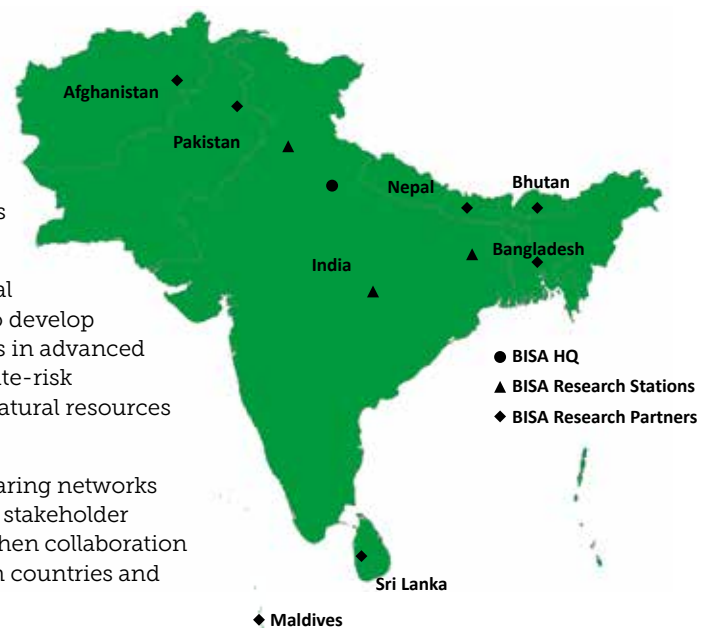 s
al
o develop
s in advanced
te-risk
atural resources
aring networks
stakeholder
hen collaboration
n countries and
Afghanistan
Pakistan
Nepal
Bhutan
Bangladesh
India
● BISA HQ
▲ BISA Research Stations
◆ BISA Research Partners
Sri Lanka
Maldives